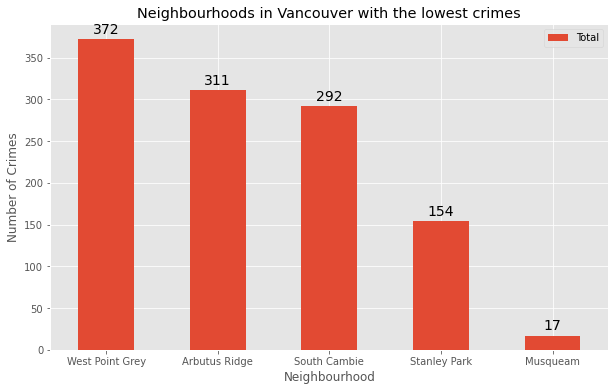 Neighbourhoods in Vancouver with the lowest crimes
Total
Number of Crimes
350
300
250
200
150
100
50
0
372
311
292
154
17
West Point Grey
Arbutus Ridge
South Cambie
Stanley Park
Musqueam
Neighbourhood